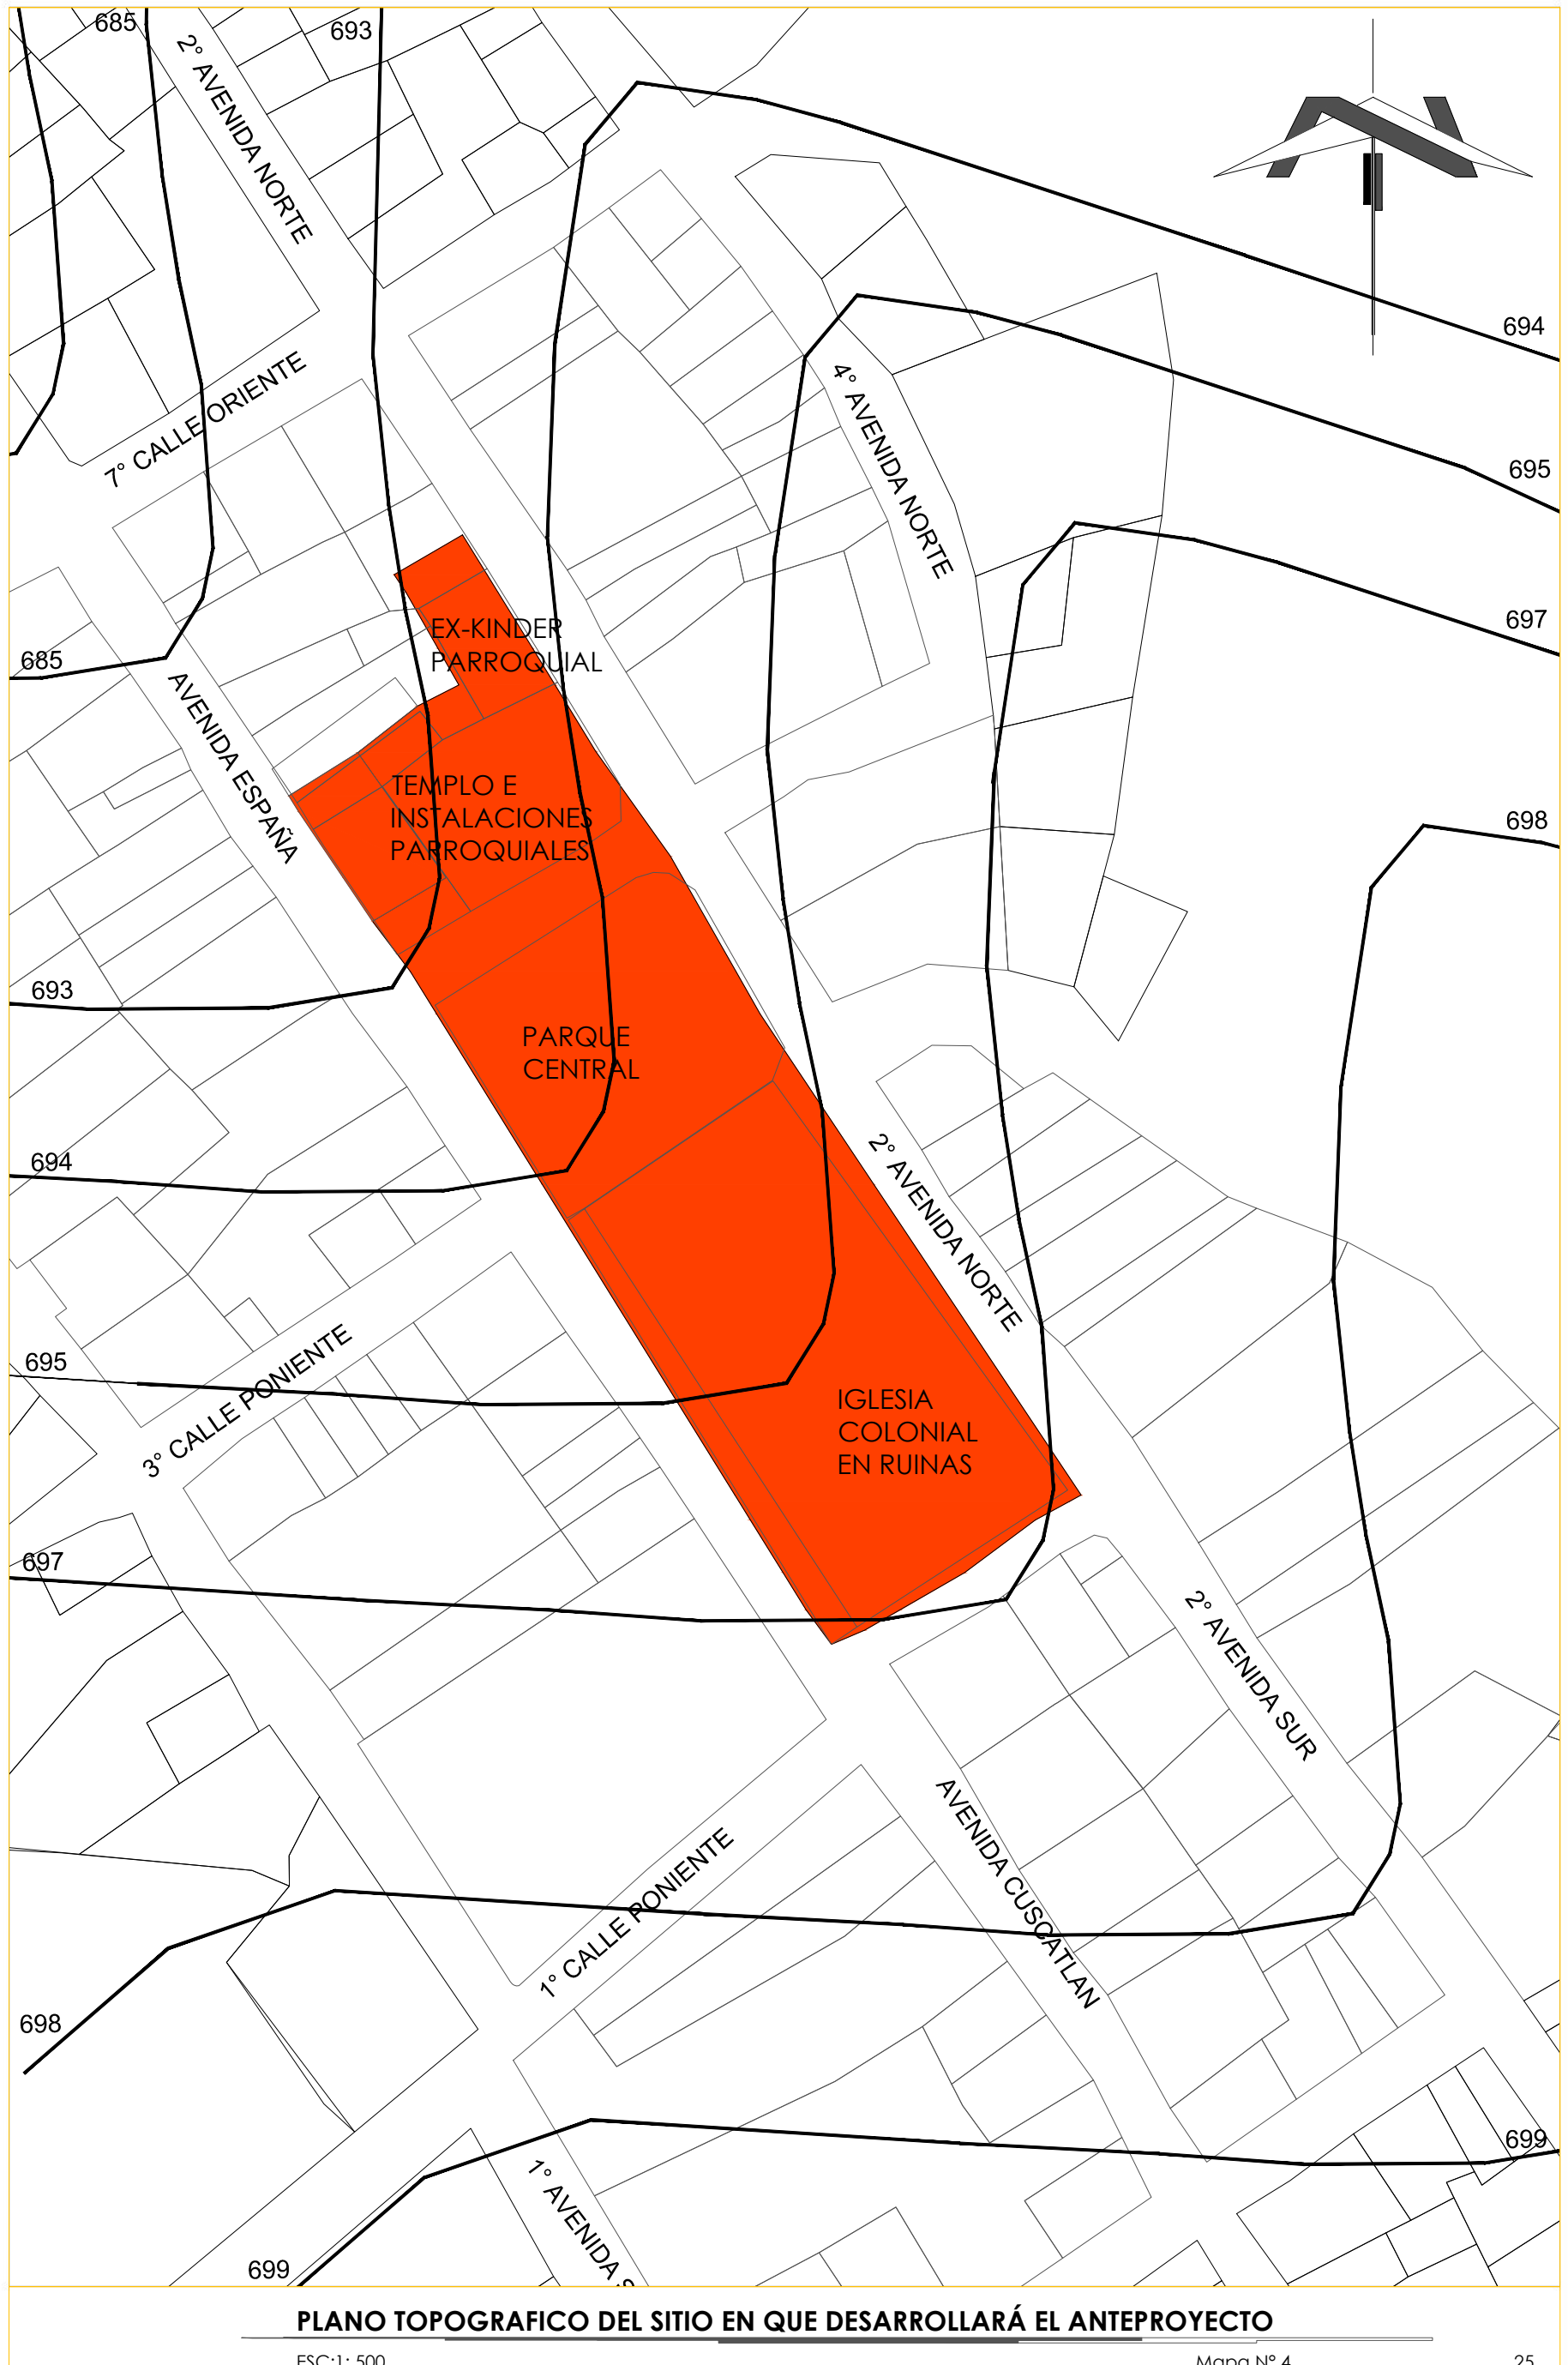 685
693
2° AVENIDA NORTE
694
695
4° AVENIDA NORTE
7° CALLE ORIENTE
697
EX-KINDER
PARROQUIAL
685
AVENIDA ESPAÑA
TEMPLO E
INSTALACIONES
PARROQUIALES
698
693
PARQUE
CENTRAL
694
2° AVENIDA NORTE
695
3° CALLE PONIENTE
IGLESIA
COLONIAL
EN RUINAS
697
2° AVENIDA SUR
AVENIDA CUSCATLAN
1° CALLE PONIENTE
698
699
1° AVENIDA S
699
PLANO TOPOGRAFICO DEL SITIO EN QUE DESARROLLARÁ EL ANTEPROYECTO
ESC:1: 500
Mapa N° 4
25